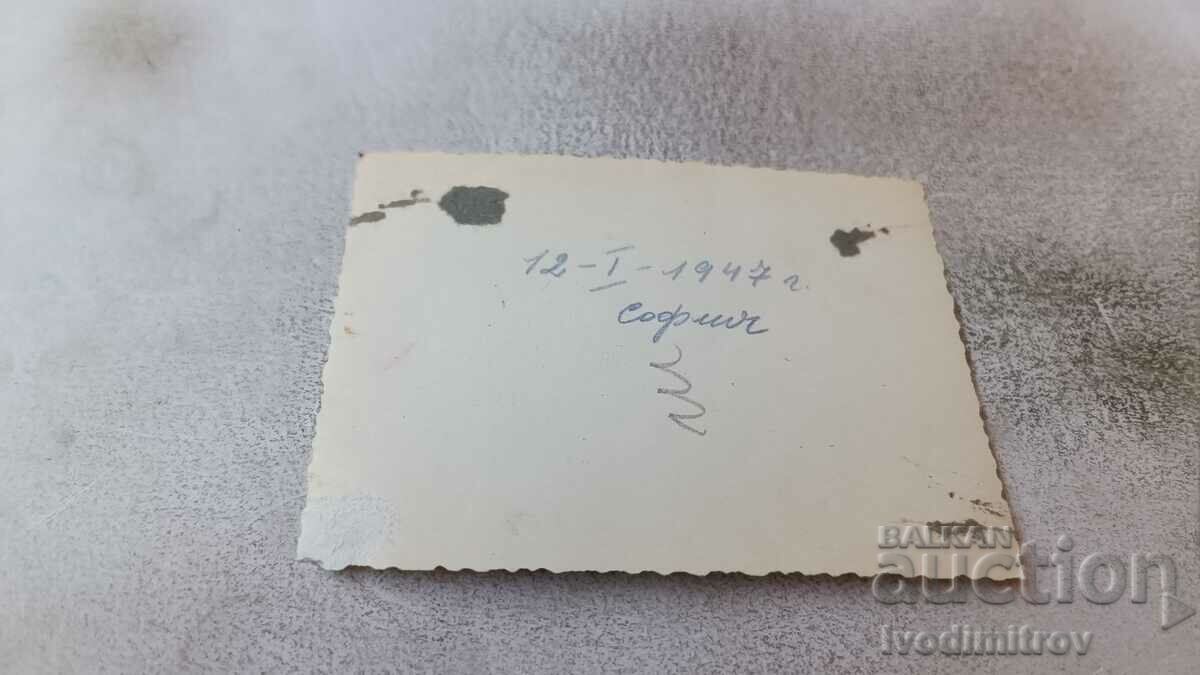 12-I-1947 г.
София
BALKAN
auction
Ivodimitrov